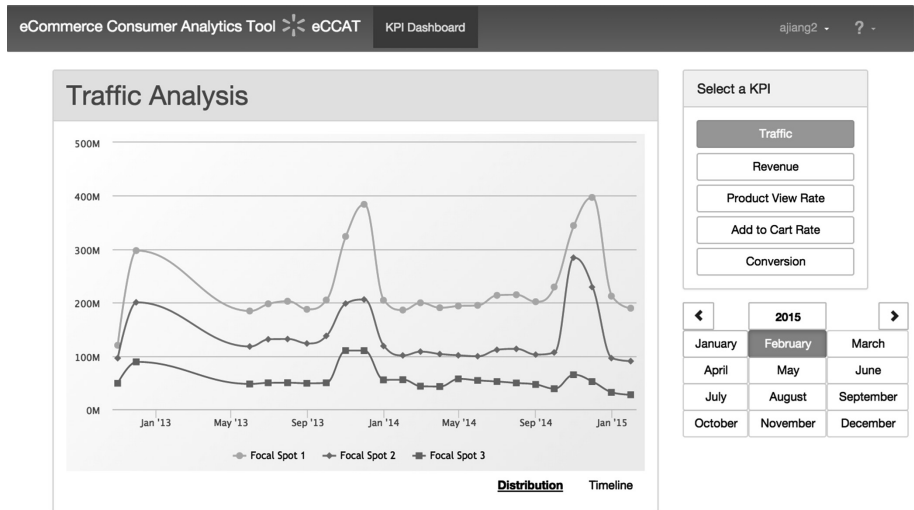 eCommerce Consumer Analytics Tool eCCAT KPI Dashboard ajiang2 ?
Traffic Analysis
500M
400M
300M
200M
100M
0M
Jan '13 May '13 Sep '13 Jan '14 May '14 Sep '14 Jan '15
Focal Spot 1 Focal Spot 2 Focal Spot 3
Distribution Timeline
Select a KPI
Traffic
Revenue
Product View Rate
Add to Cart Rate
Conversion
2015
January February March
April May June
July August September
October November December